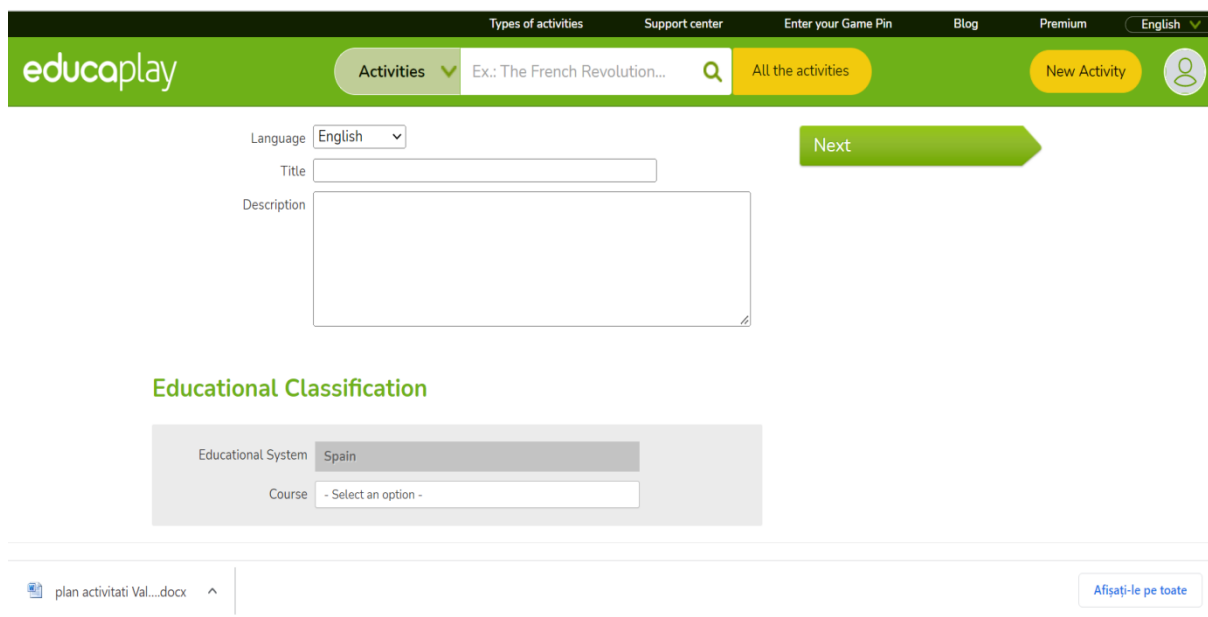 Types of activities Support center Enter your Game Pin Blog Premium English
educaplay Activities Ex.: The French Revolution... All the activities New Activity
Language English
Next
Title
Description
Educational Classification
Educational System Spain
Course - Select an option -
plan activitati Val....docx
Afișați-le pe toate